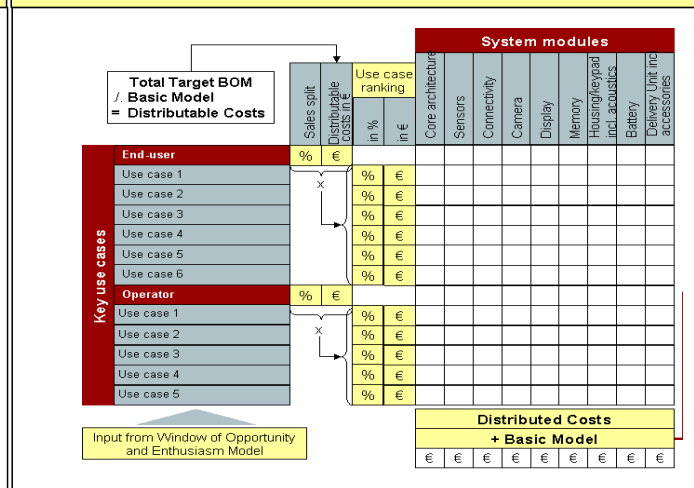 System modules
Total Target BOM
./. Basic Model
= Distributable Costs
Sales split
Distributable
costs in €
Use case
ranking
in %
in €
Core architecture
Sensors
Connectivity
Camera
Display
Memory
Housing/keypad
incl. acoustics
Battery
Delivery Unit inc
accessories
Key use cases
End-user % €
x
Use case 1 % €
Use case 2 % €
Use case 3 % €
Use case 4 % €
Use case 5 % €
Use case 6 % €
Operator % €
x
Use case 1 % €
Use case 2 % €
Use case 3 % €
Use case 4 % €
Use case 5 % €
Input from Window of Opportunity
and Enthusiasm Model
Distributed Costs
+ Basic Model
€ € € € € € € € €